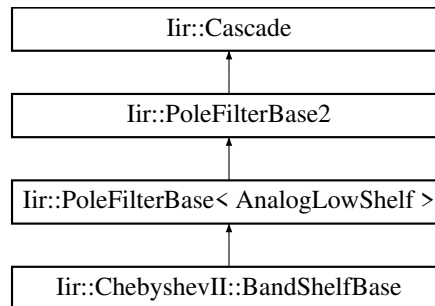 Iir::Cascade
Iir::PoleFilterBase2
Iir::PoleFilterBase< AnalogLowShelf >
Iir::ChebyshevII::BandShelfBase